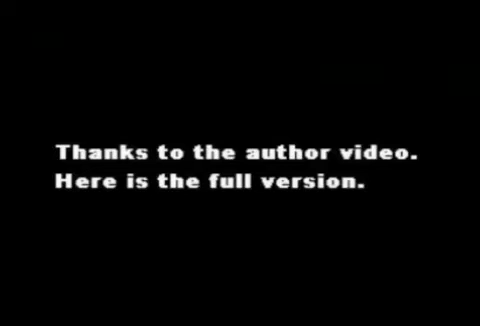 Thanks to the author video.
Here is the full version.